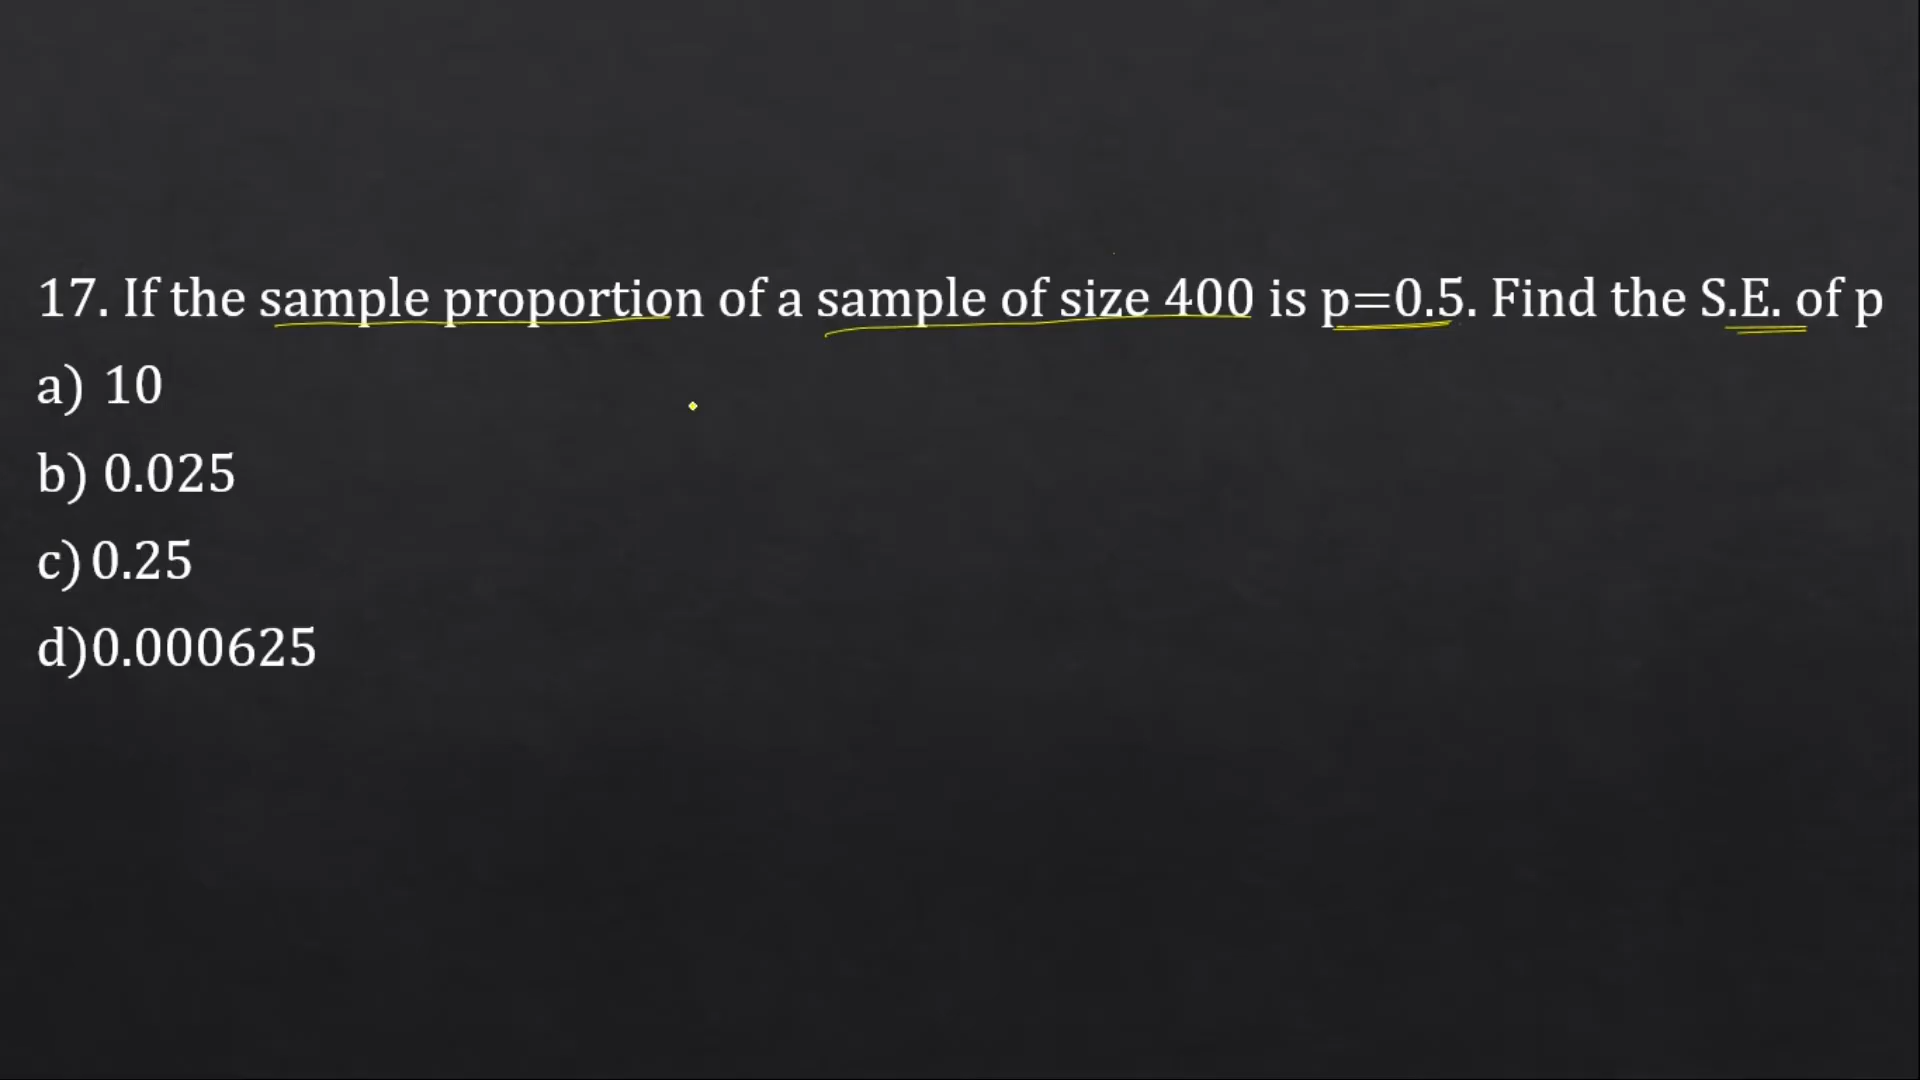 17. If the sample proportion of a sample of size 400 is p=0.5. Find the S.E. of p
a) 10
b) 0.025
c) 0.25
d)0.000625